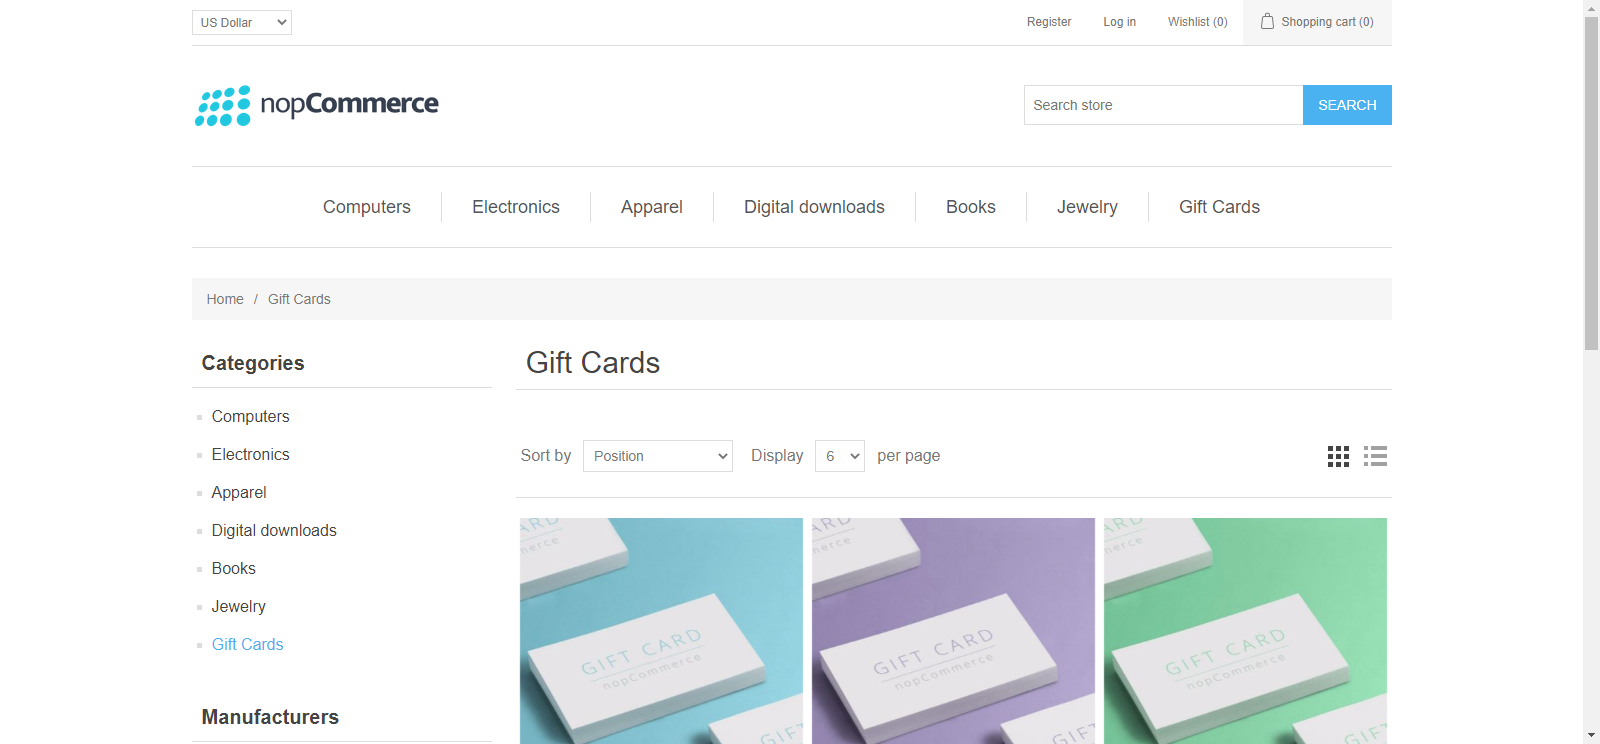 US Dollar
Register
Log in
Wishlist (0)
Shopping cart (0)
nopCommerce
Search store
SEARCH
Computers
Electronics
Apparel
Digital downloads
Books
Jewelry
Gift Cards
Home / Gift Cards
Categories
Computers
Electronics
Apparel
Digital downloads
Books
Jewelry
Gift Cards
Manufacturers
Gift Cards
Sort by Position Display 6 per page
GIFT CARD
nopCommerce
GIFT CARD
nopCommerce
GIFT CARD
nopCommerce